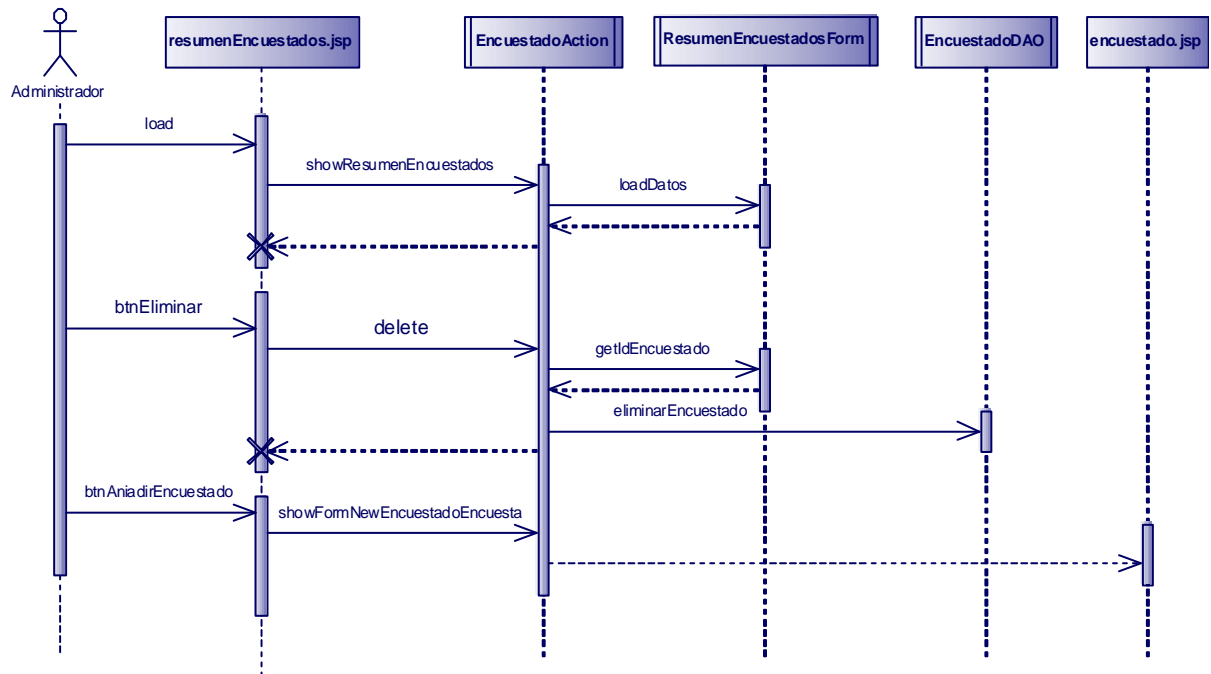 resumenEncuestados.jsp
EncuestadoAction
ResumenEncuestadosForm
EncuestadoDAO
encuestado.jsp
Administrador
load
showResumenEncuestados
loadDatos
btnEliminar
delete
getIdEncuestado
eliminarEncuestado
btnAniadirEncuestado
showFormNewEncuestadoEncuesta